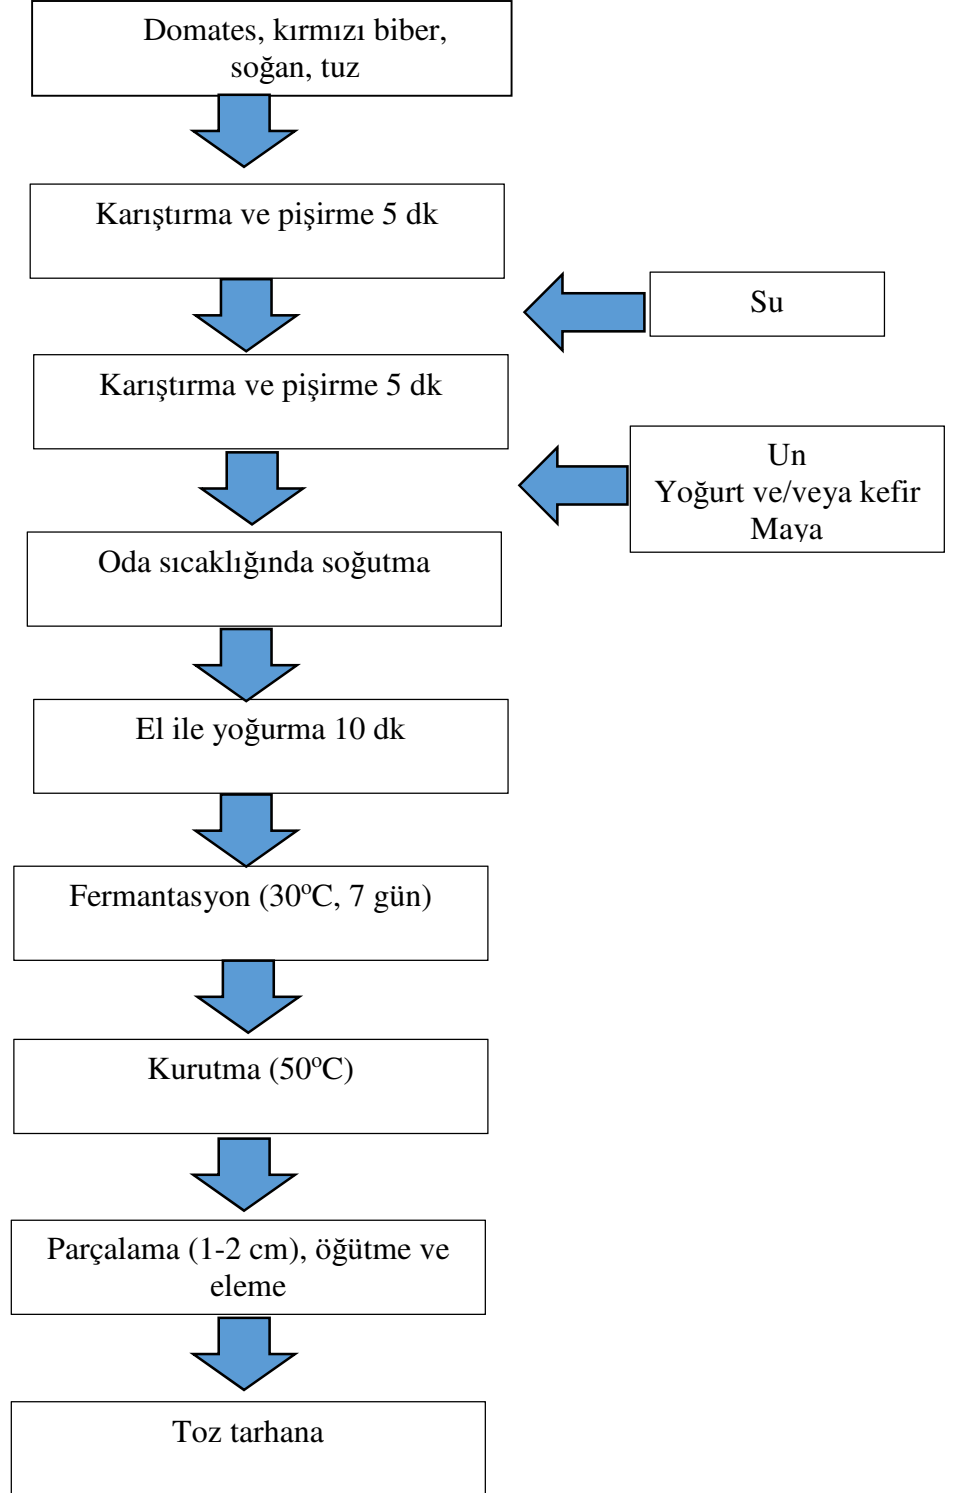 Domates, kırmızı biber,
soğan, tuz
Karıştırma ve pişirme 5 dk
Su
Karıştırma ve pişirme 5 dk
Un
Yoğurt ve/veya kefir
Maya
Oda sıcaklığında soğutma
El ile yoğurma 10 dk
Fermantasyon (30ºC, 7 gün)
Kurutma (50ºC)
Parçalama (1-2 cm), öğütme ve
eleme
Toz tarhana